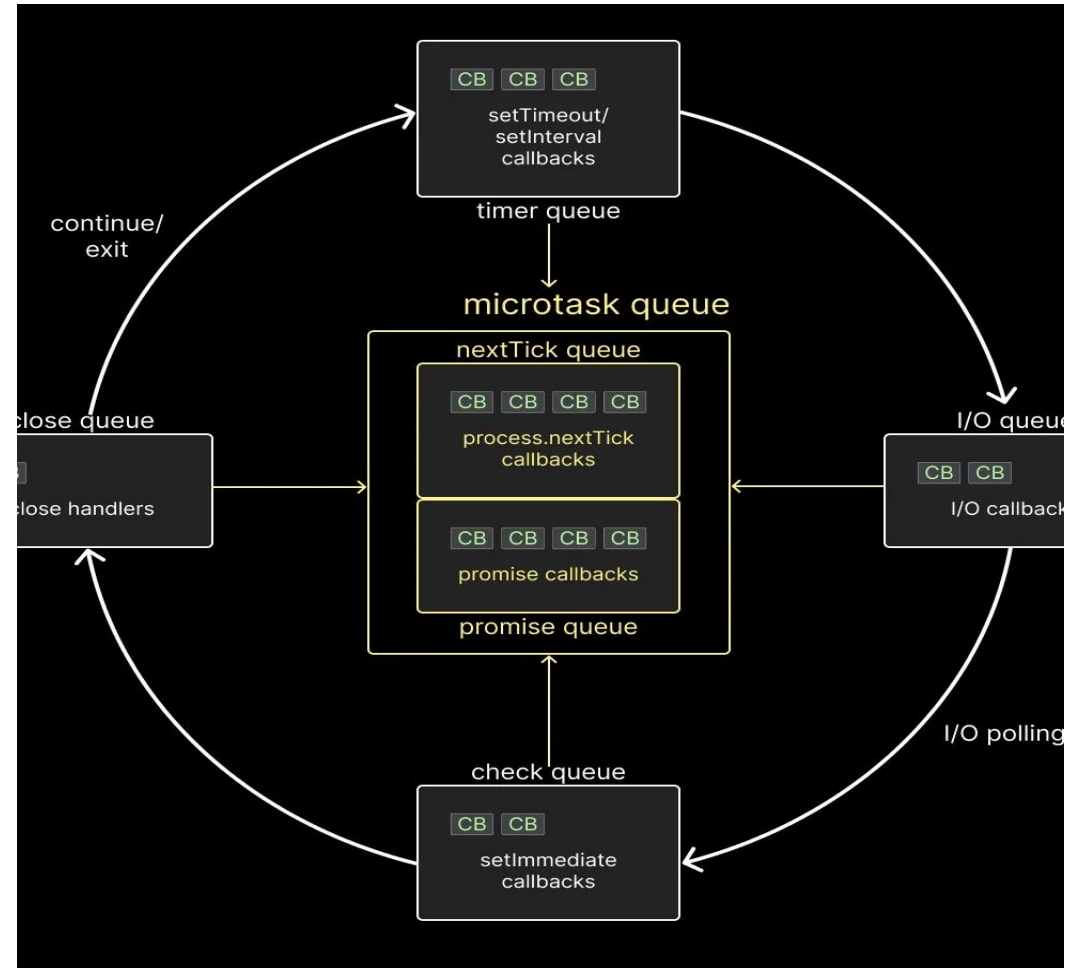 CB CB CB
setTimeout/
setInterval
callbacks
timer queue
continue/
exit
microtask queue
nextTick queue
CB CB CB CB
process.nextTick
callbacks
close queue
close handlers
I/O queue
CB CB
I/O callback
CB CB CB CB
promise callbacks
promise queue
I/O polling
check queue
CB CB
setImmediate
callbacks